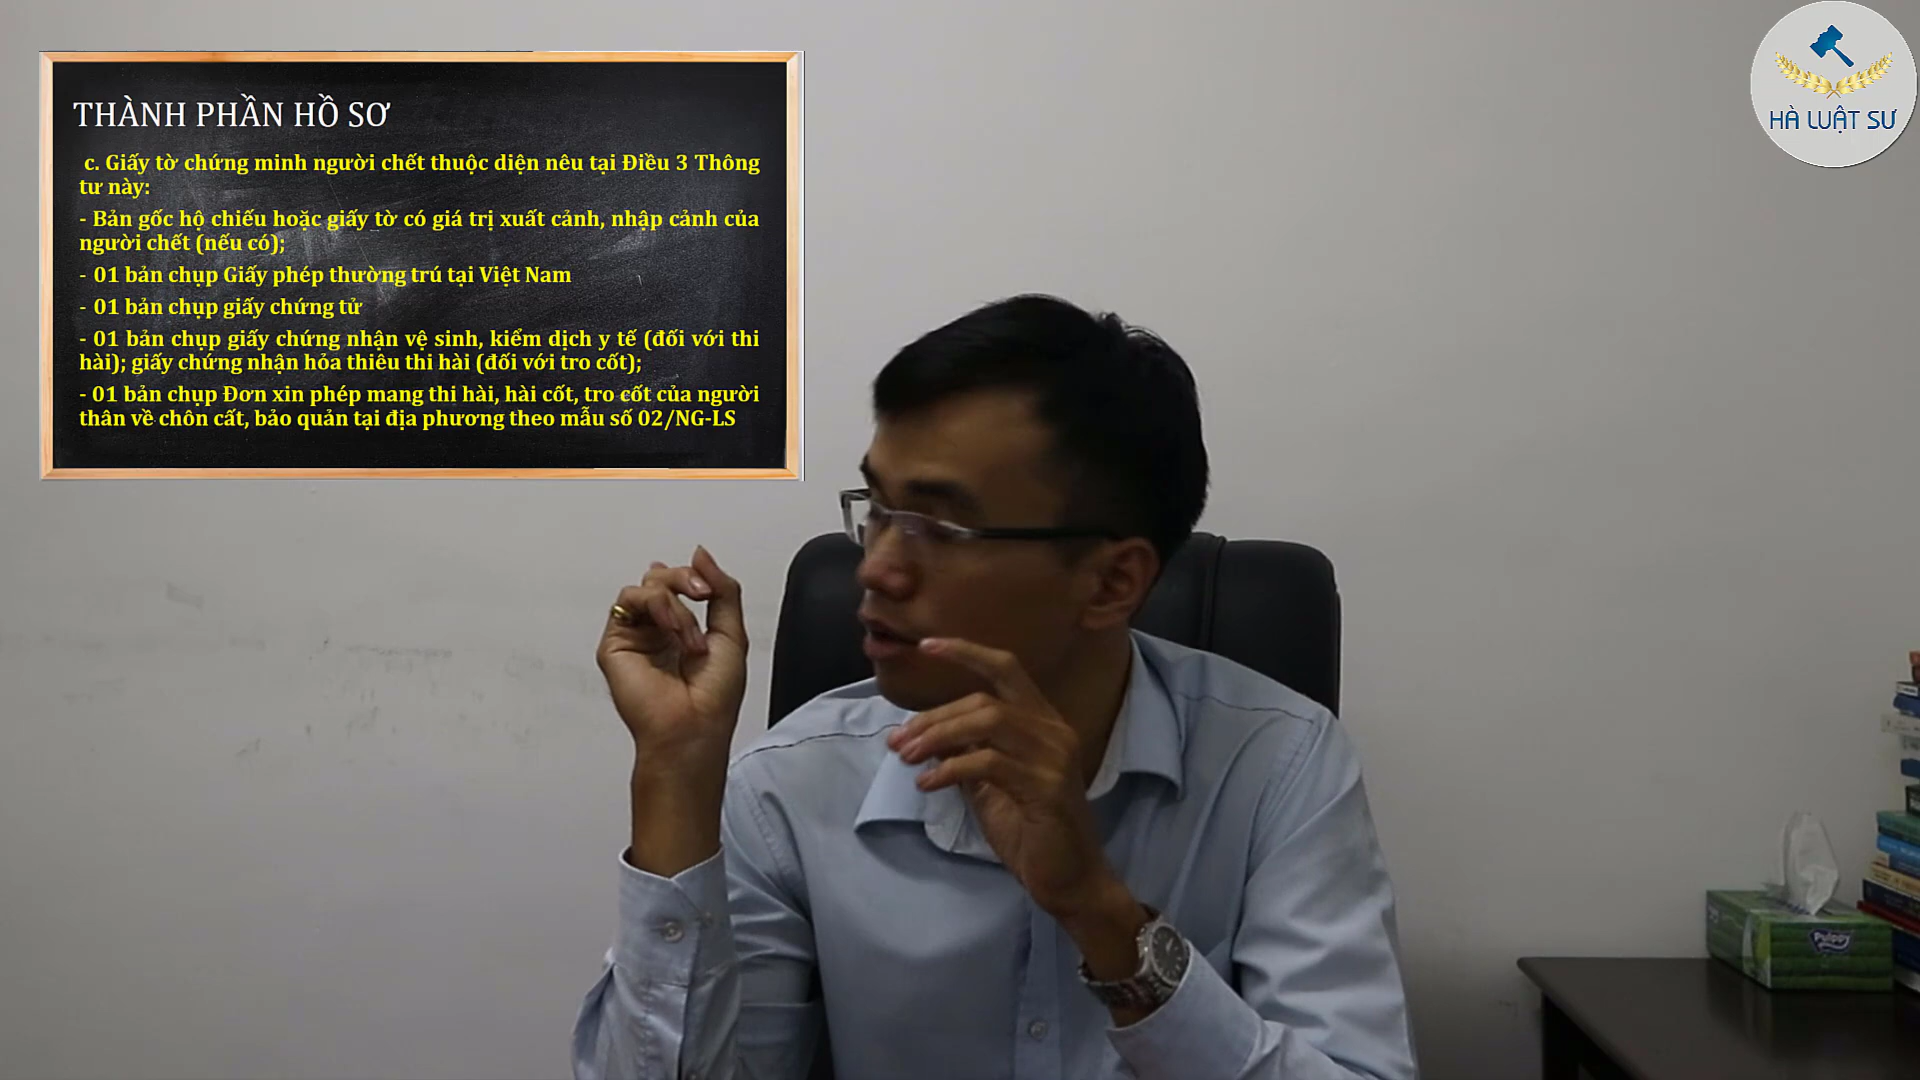 THÀNH PHẦN HỒ SƠ
c. Giấy tờ chứng minh người chết thuộc diện nêu tại Điều 3 Thông
tư này:
- Bản gốc hộ chiếu hoặc giấy tờ có giá trị xuất cảnh, nhập cảnh của
người chết (nếu có);
- 01 bản chụp Giấy phép thường trú tại Việt Nam
- 01 bản chụp giấy chứng tử
- 01 bản chụp giấy chứng nhận vệ sinh, kiểm dịch y tế (đối với thi
hài); giấy chứng nhận hỏa thiêu thi hài (đối với tro cốt);
- 01 bản chụp Đơn xin phép mang thi hài, hài cốt, tro cốt của người
thân về chôn cất, bảo quản tại địa phương theo mẫu số 02/NG-LS
HÀ LUẬT SƯ
Pulppy